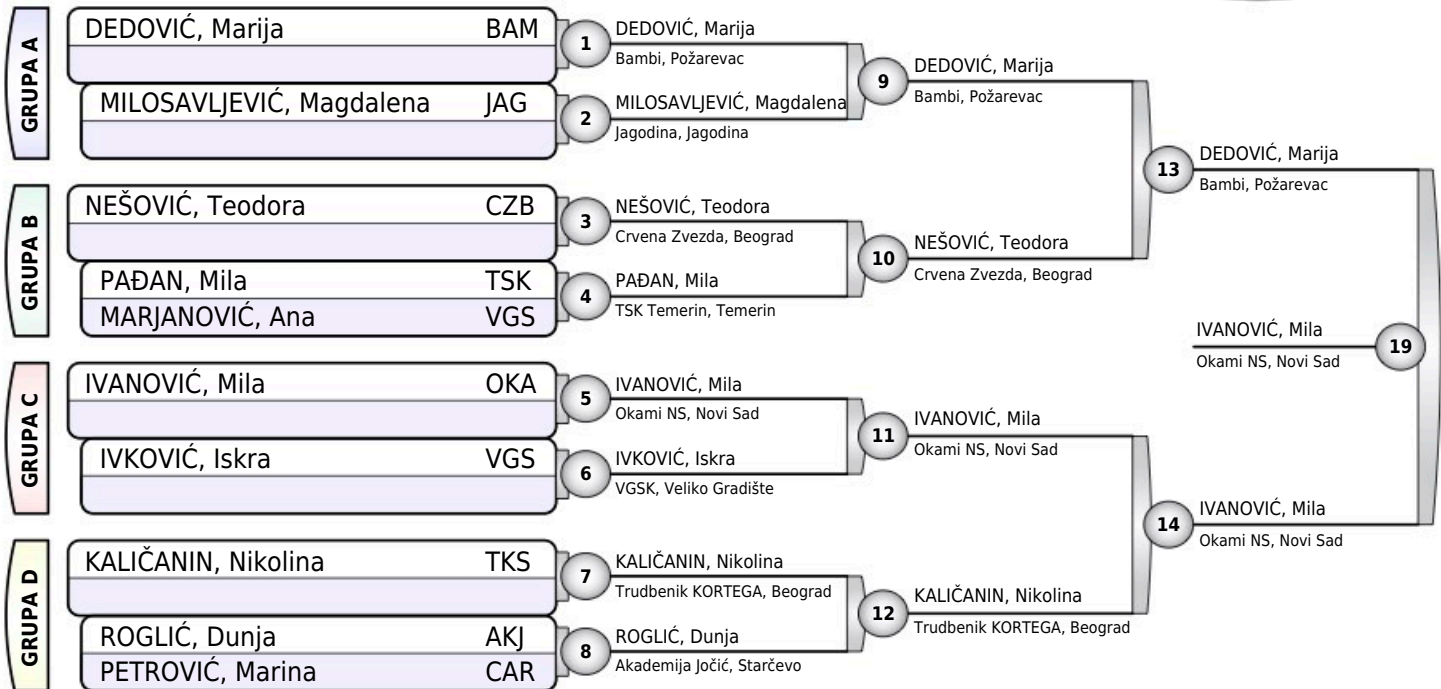 GRUPA A
DEDOVIĆ, Marija BAM
MILOSAVLJEVIĆ, Magdalena JAG
GRUPA B
NEŠOVIĆ, Teodora CZB
PAĐAN, Mila TSK
MARJANOVIĆ, Ana VGS
GRUPA C
IVANOVIĆ, Mila OKA
IVKOVIĆ, Iskra VGS
GRUPA D
KALIČANIN, Nikolina TKS
ROGLIĆ, Dunja AKJ
PETROVIĆ, Marina CAR
1
DEDOVIĆ, Marija
Bambi, Požarevac
2
MILOSAVLJEVIĆ, Magdalena
Jagodina, Jagodina
3
NEŠOVIĆ, Teodora
Crvena Zvezda, Beograd
4
PAĐAN, Mila
TSK Temerin, Temerin
5
IVANOVIĆ, Mila
Okami NS, Novi Sad
6
IVKOVIĆ, Iskra
VGSK, Veliko Gradište
7
KALIČANIN, Nikolina
Trudbenik KORTEGA, Beograd
8
ROGLIĆ, Dunja
Akademija Jočić, Starčevo
9
DEDOVIĆ, Marija
Bambi, Požarevac
10
NEŠOVIĆ, Teodora
Crvena Zvezda, Beograd
11
IVANOVIĆ, Mila
Okami NS, Novi Sad
12
KALIČANIN, Nikolina
Trudbenik KORTEGA, Beograd
13
DEDOVIĆ, Marija
Bambi, Požarevac
14
IVANOVIĆ, Mila
Okami NS, Novi Sad
IVANOVIĆ, Mila
Okami NS, Novi Sad
19